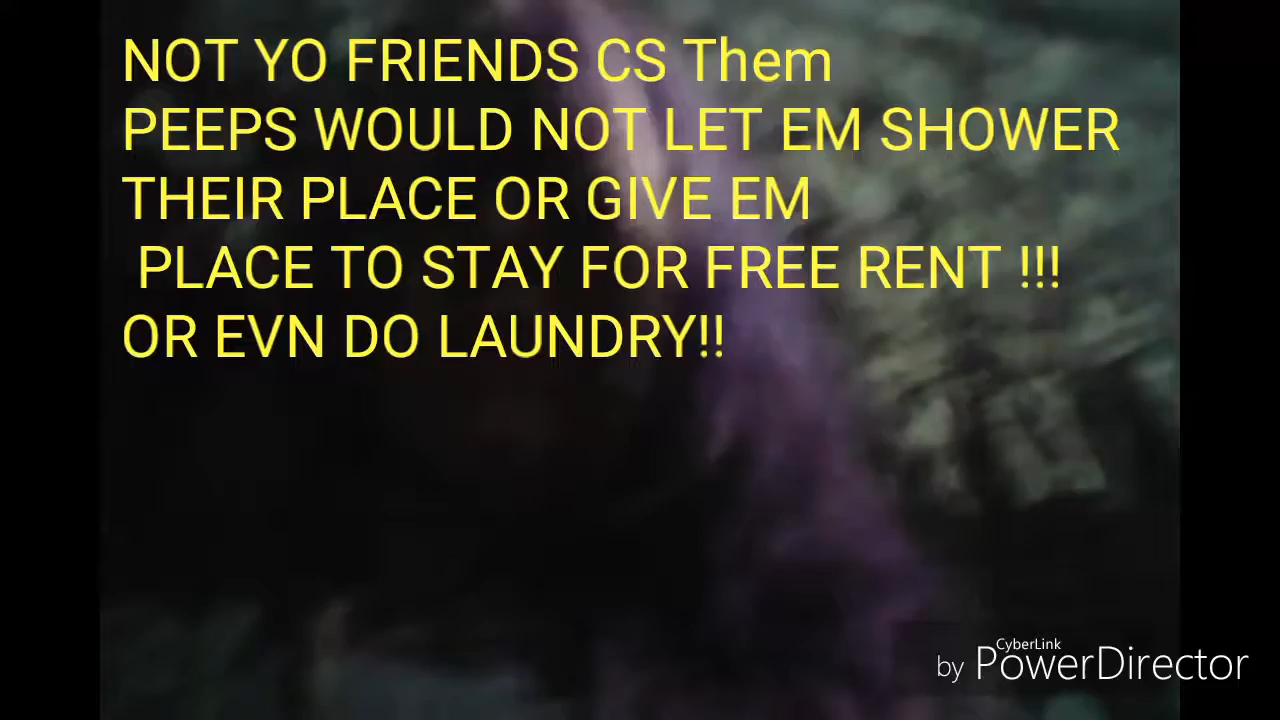 NOT YO FRIENDS CS Them
PEEPS WOULD NOT LET EM SHOWER
THEIR PLACE OR GIVE EM
PLACE TO STAY FOR FREE RENT !!!
OR EVN DO LAUNDRY!!
CyberLink
by PowerDirector